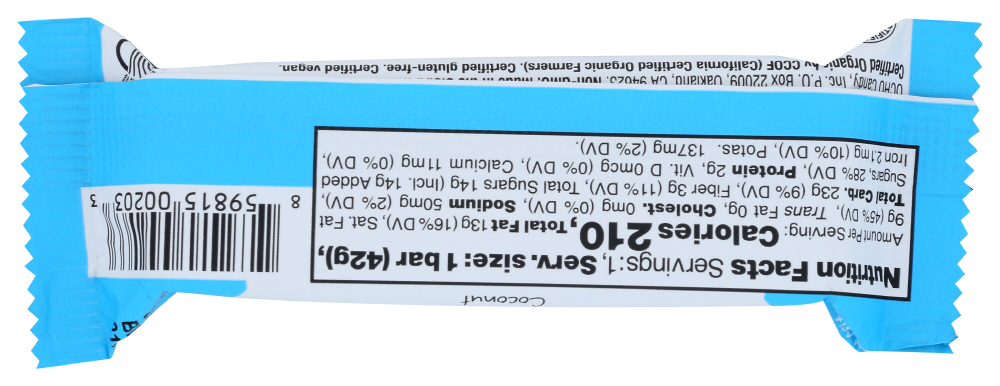 Coconut
Nutrition Facts Servings:1, Serv. size: 1 bar (42g),
Amount Per Serving: Calories 210, Total Fat 13g (16% DV), Sat. Fat
9g (45% DV), Trans Fat 0g, Cholest. 0mg (0% DV), Sodium 50mg (2% DV),
Total Carb. 23g (9% DV), Fiber 3g (11% DV), Total Sugars 14g (Incl. 14g Added
Sugars, 28% DV), Protein 2g, Vit. D 0mcg (0% DV), Calcium 11mg (0% DV),
Iron 2.1mg (10% DV), Potas. 137mg (2% DV).
8 59815 00203 3
OCHO Candy, Inc. P.O. Box 22009, Oakland, CA 94623. Non-GMO. Made in the
Certified Organic by CCOF (California Certified Organic Farmers). Certified gluten-free. Certified vegan.